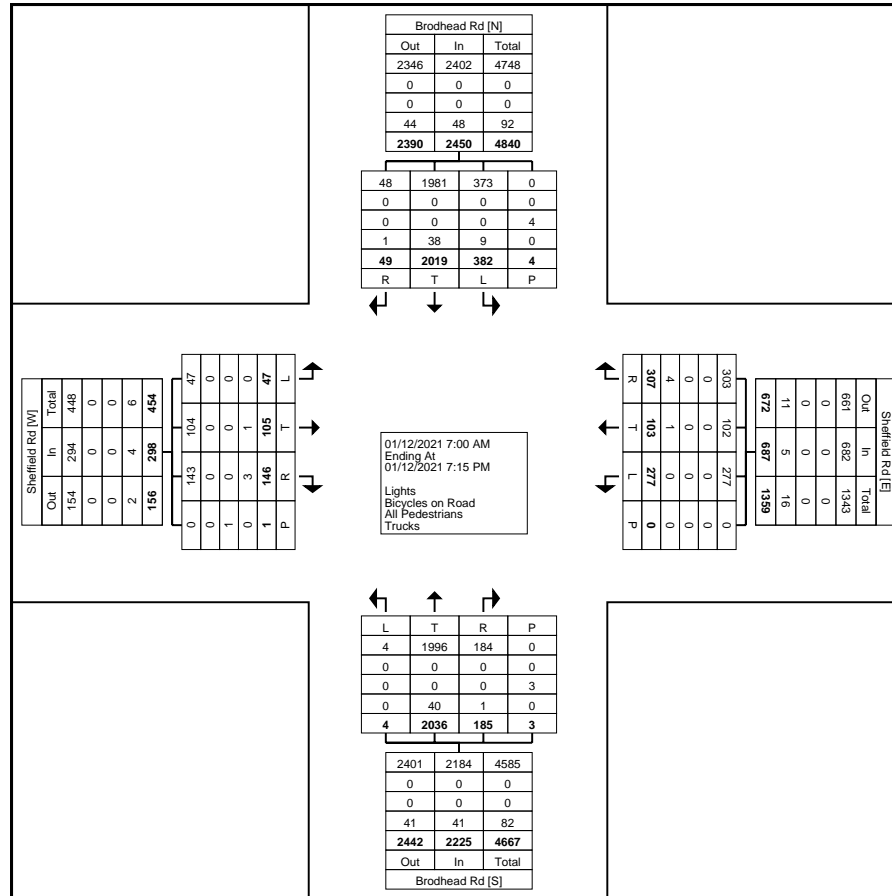 Brodhead Rd [N]
Out In Total
2346 2402 4748
0 0 0
0 0 0
44 48 92
2390 2450 4840
48 1981 373 0
0 0 0 0
0 0 0 4
1 38 9 0
49 2019 382 4
R T L P
Sheffield Rd [W]
Total In Out
448 294 154
0 0 0
0 0 0
6 4 2
454 298 156
47 104 143 0
0 0 0 0
0 0 0 1
0 1 3 0
47 105 146 1
L T R P
01/12/2021 7:00 AM
Ending At
01/12/2021 7:15 PM
Lights
Bicycles on Road
All Pedestrians
Trucks
R T L P
307 103 277 0
4 1 0 0
0 0 0 0
0 0 0 0
303 102 277 0
672 687 1359
11 5 16
0 0 0
0 0 0
661 682 1343
Out In Total
Sheffield Rd [E]
L T R P
4 1996 184 0
0 0 0 0
0 0 0 3
0 40 1 0
4 2036 185 3
2401 2184 4585
0 0 0
0 0 0
41 41 82
2442 2225 4667
Out In Total
Brodhead Rd [S]